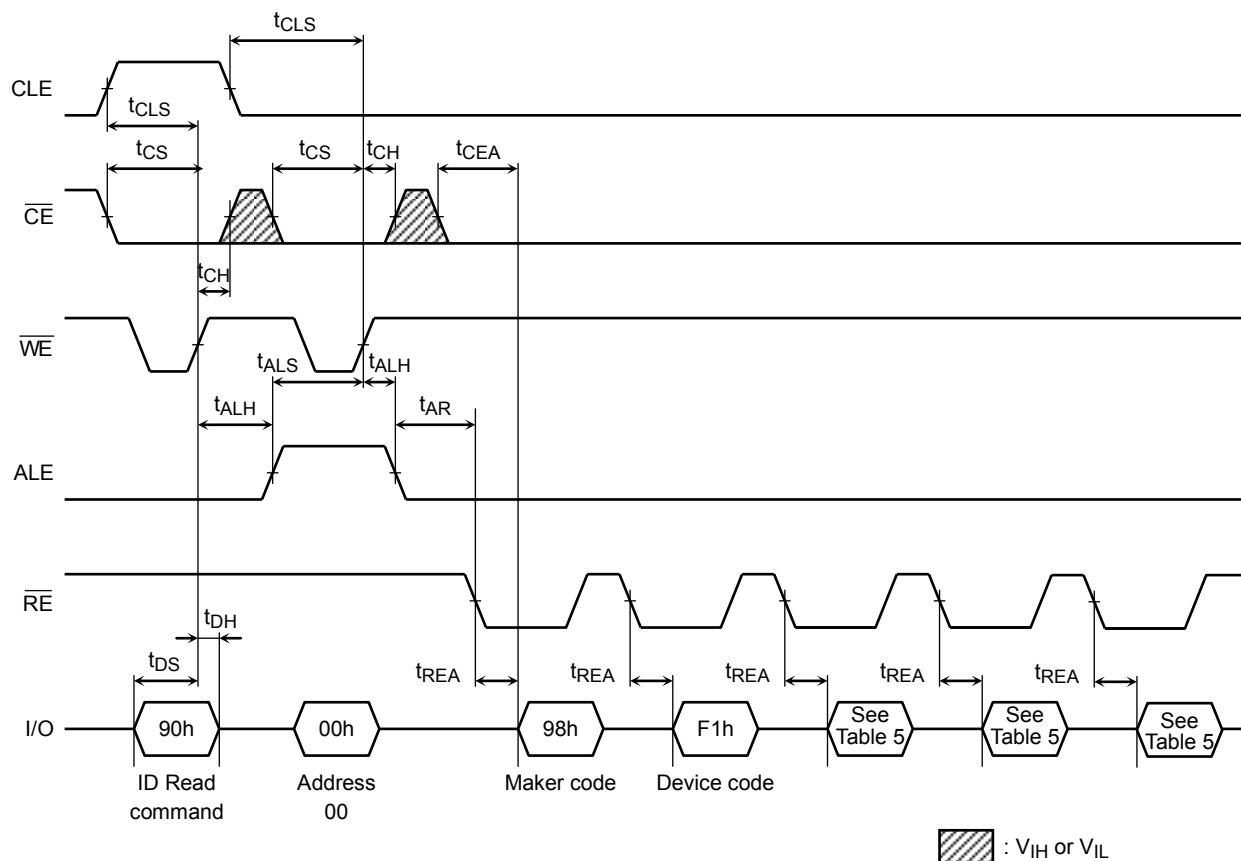 tCLS
CLE
tCLS
tCS
tCS
tCH
tCEA
CE
tCH
WE
tALS
tALH
tALH
tAR
ALE
RE
tDH
tDS
tREA
tREA
tREA
tREA
tREA
I/O
90h
00h
98h
F1h
See
Table 5
See
Table 5
See
Table 5
ID Read
command
Address
00
Maker code
Device code
: VIH or VIL